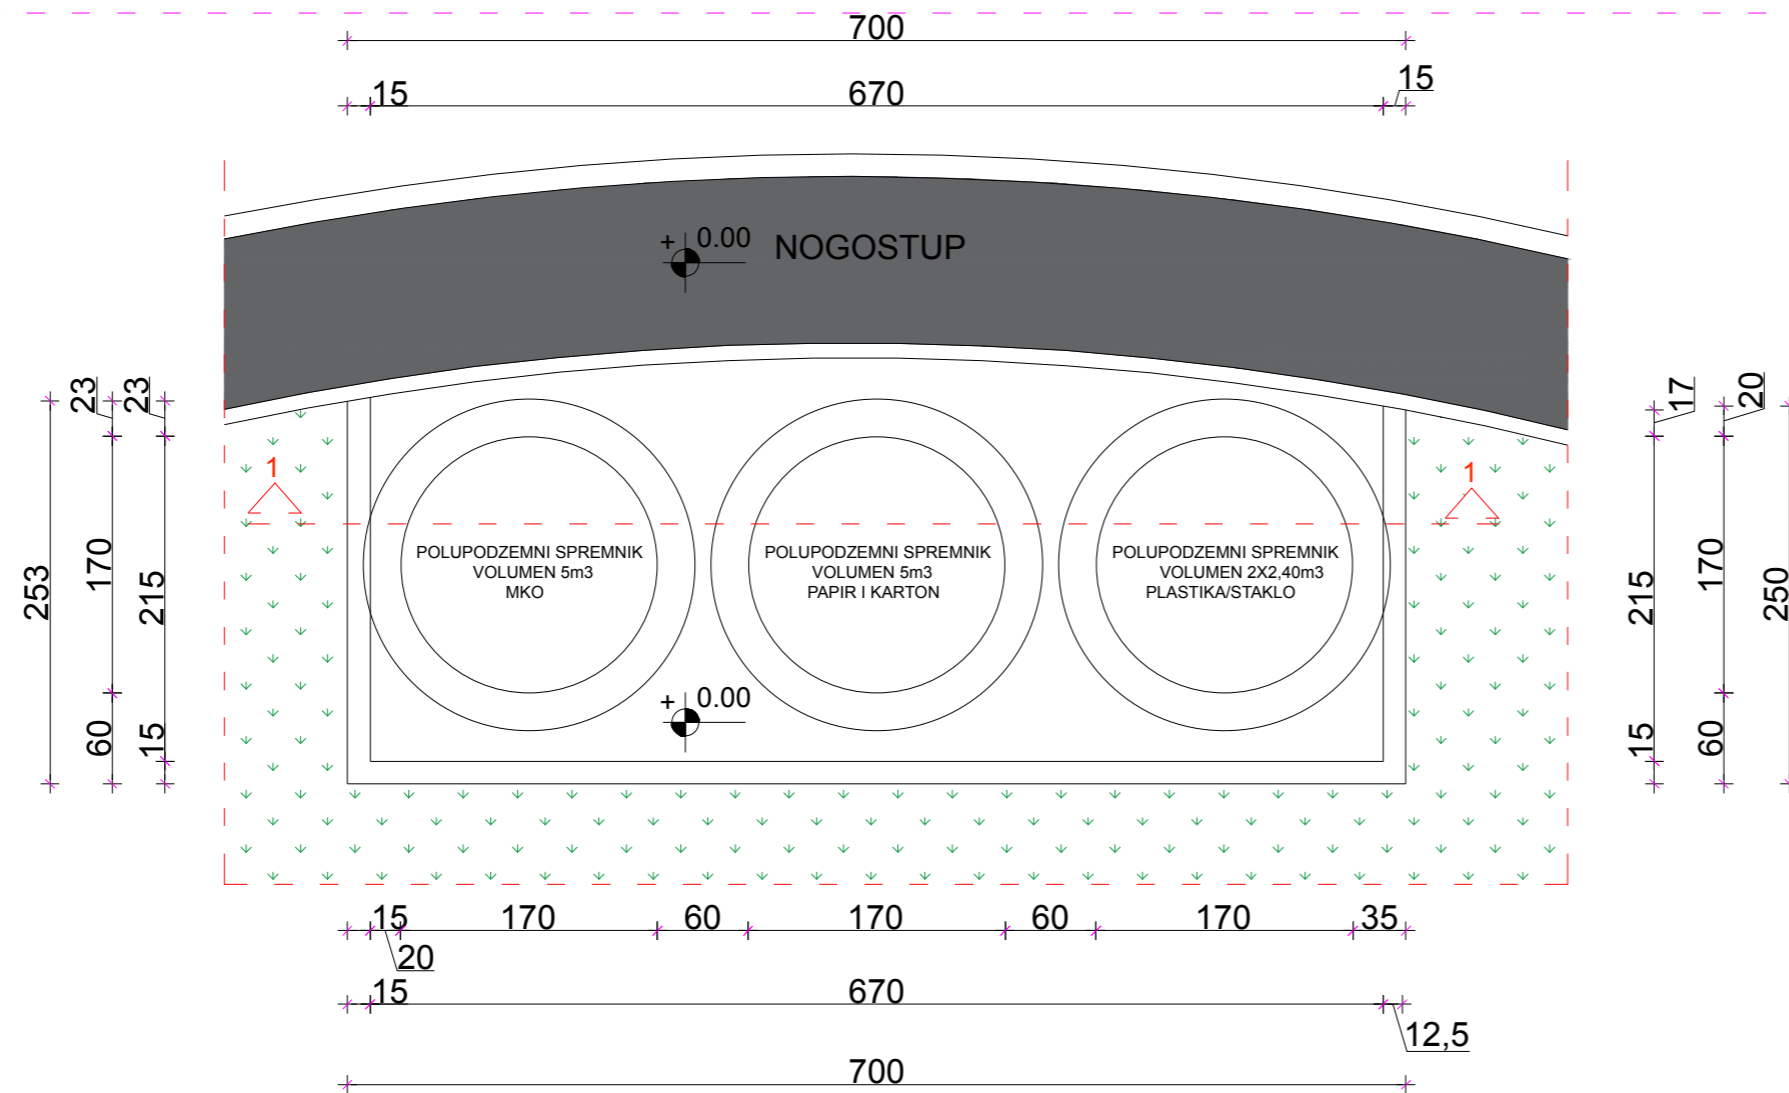 700
15 670 15
+ 0.00 NOGOSTUP
23 23
17 20
1 1
POLUPODZEMNI SPREMNIK
VOLUMEN 5m3
MKO
POLUPODZEMNI SPREMNIK
VOLUMEN 5m3
PAPIR I KARTON
POLUPODZEMNI SPREMNIK
VOLUMEN 2X2,40m3
PLASTIKA/STAKLO
253 170 215
215 170 250
+ 0.00
60 15
15 60
15 170 60 170 60 170 35
20
15 670
12,5
700